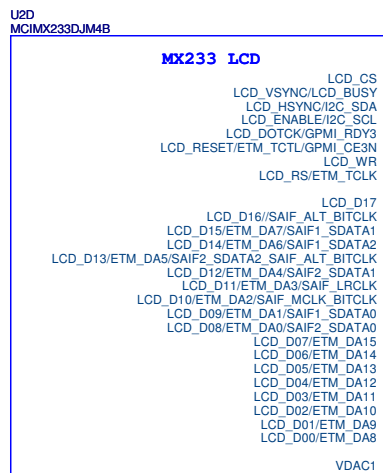 U2D
MCIMX233DJM4B
MX233 LCD
LCD_CS
LCD_VSYNC/LCD_BUSY
LCD_HSYNC/I2C_SDA
LCD_ENABLE/I2C_SCL
LCD_DOTCK/GPMI_RDY3
LCD_RESET/ETM_TCTL/GPMI_CE3N
LCD_WR
LCD_RS/ETM_TCLK
LCD_D17
LCD_D16//SAIF_ALT_BITCLK
LCD_D15/ETM_DA7/SAIF1_SDATA1
LCD_D14/ETM_DA6/SAIF1_SDATA2
LCD_D13/ETM_DA5/SAIF2_SDATA2_SAIF_ALT_BITCLK
LCD_D12/ETM_DA4/SAIF2_SDATA1
LCD_D11/ETM_DA3/SAIF_LRCLK
LCD_D10/ETM_DA2/SAIF_MCLK_BITCLK
LCD_D09/ETM_DA1/SAIF1_SDATA0
LCD_D08/ETM_DA0/SAIF2_SDATA0
LCD_D07/ETM_DA15
LCD_D06/ETM_DA14
LCD_D05/ETM_DA13
LCD_D04/ETM_DA12
LCD_D03/ETM_DA11
LCD_D02/ETM_DA10
LCD_D01/ETM_DA9
LCD_D00/ETM_DA8
VDAC1